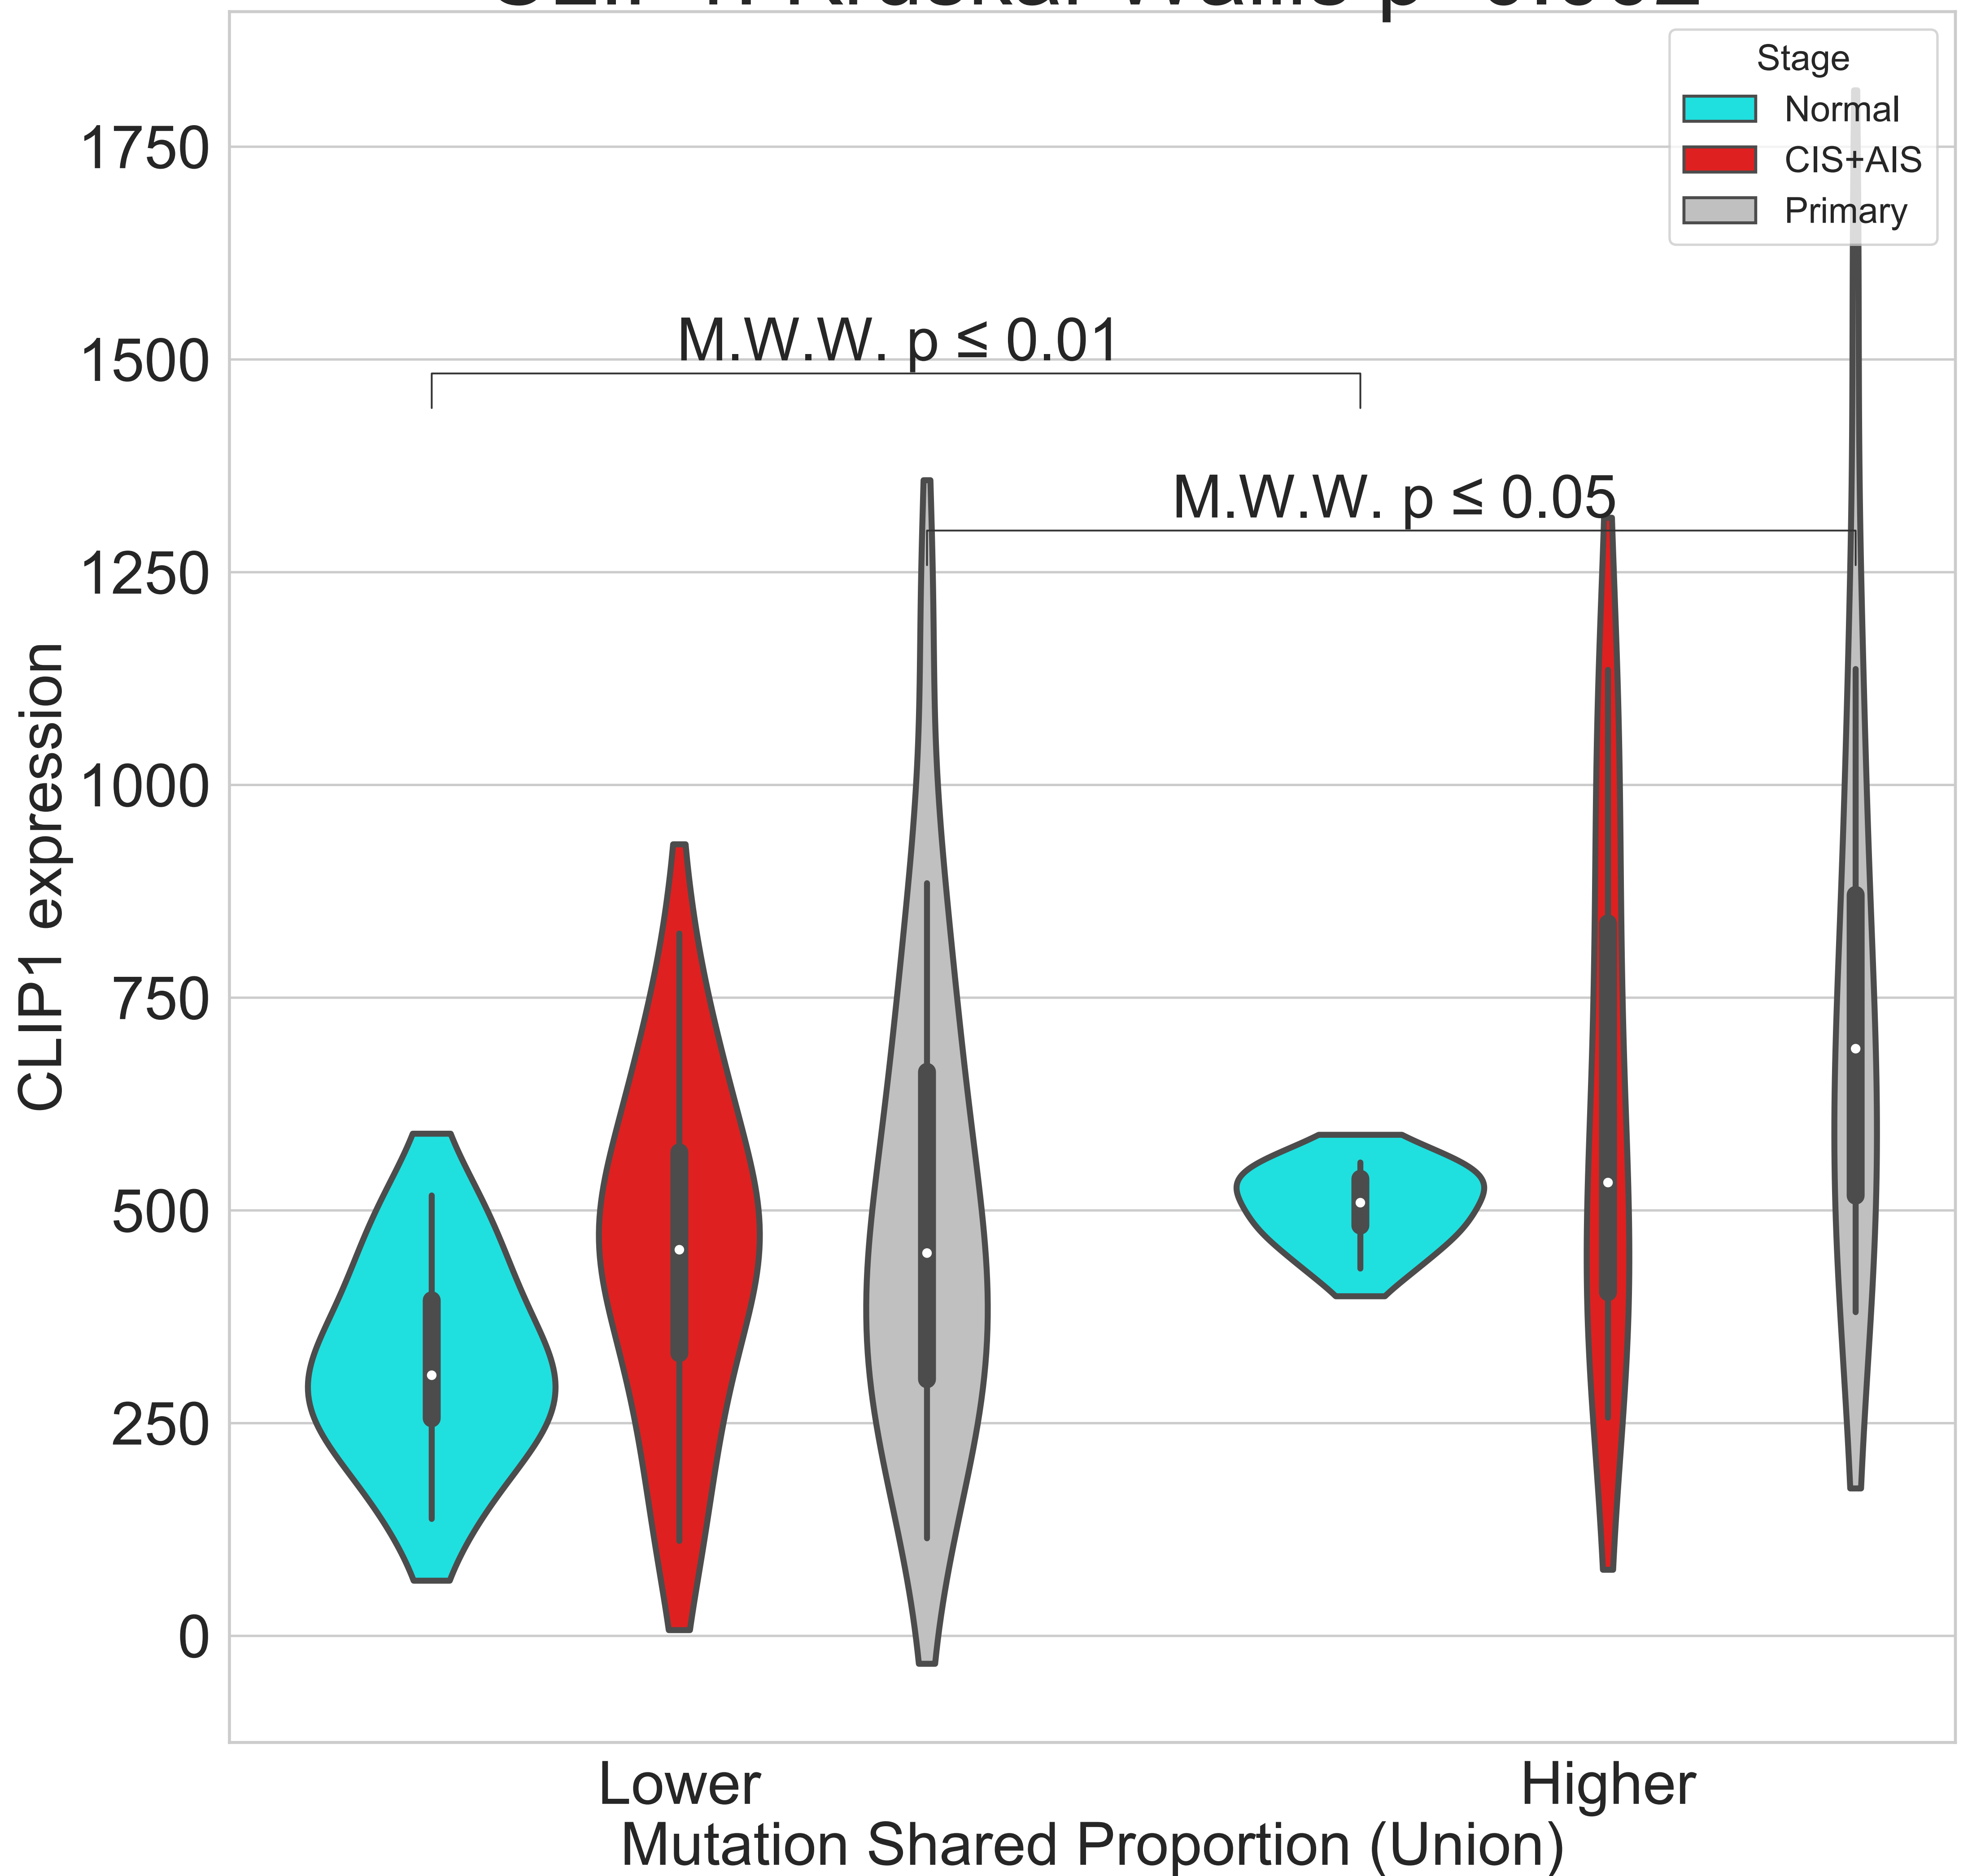 Stage
Normal
CIS+AIS
Primary
1750
1500
1250
1000
750
500
250
0
CLIP1 expression
M.W.W. p ≤ 0.01
M.W.W. p ≤ 0.05
Lower
Higher
Mutation Shared Proportion (Union)